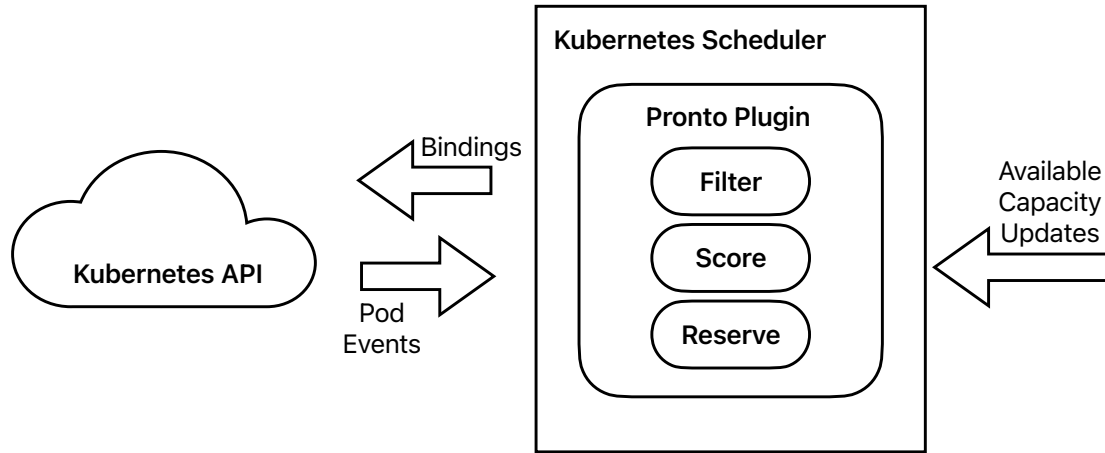 Kubernetes Scheduler
Pronto Plugin
Filter
Score
Reserve
Bindings
Kubernetes API
Pod
Events
Available
Capacity
Updates